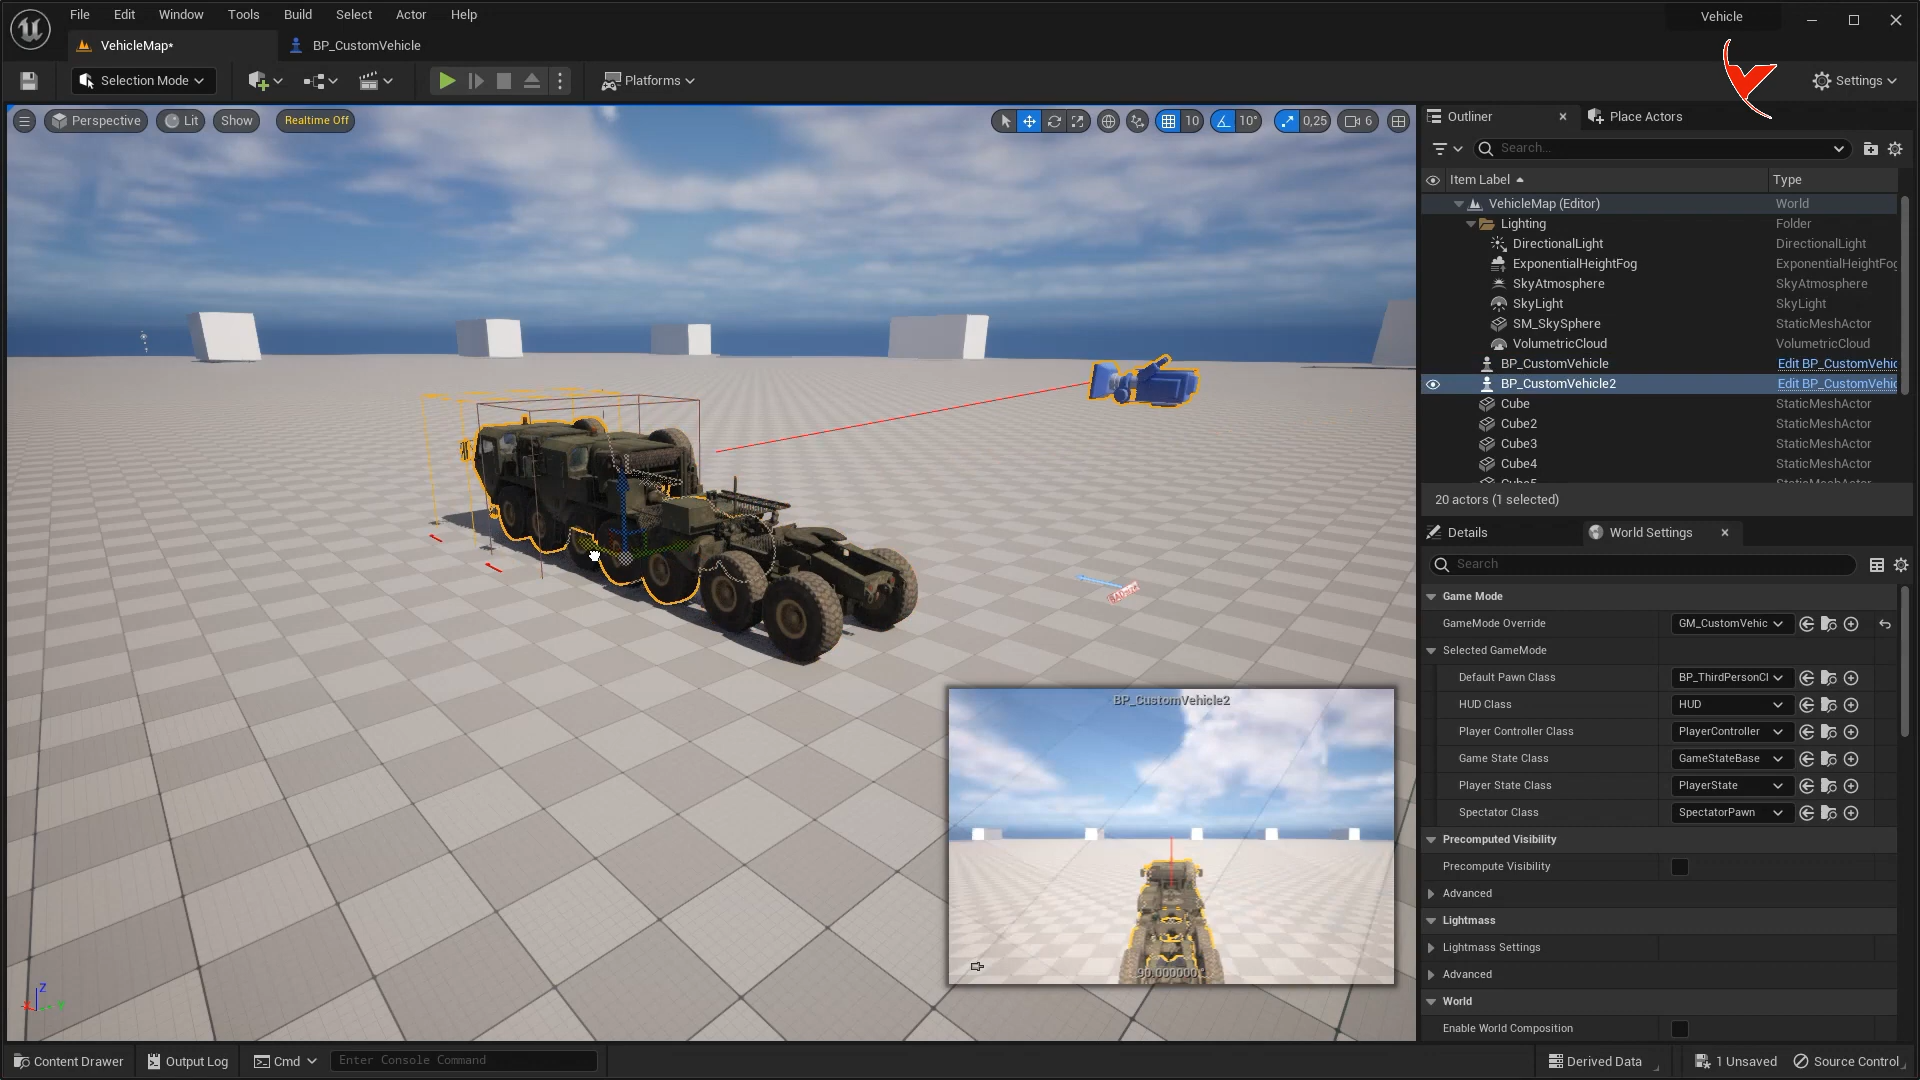 File Edit Window Tools Build Select Actor Help
Vehicle
VehicleMap*
BP_CustomVehicle
Selection Mode
Platforms
Settings
Perspective
Lit
Show
Realtime Off
10
10°
0,25
6
Outliner
Place Actors
Search...
Item Label
Type
VehicleMap (Editor) World
Lighting Folder
DirectionalLight DirectionalLight
ExponentialHeightFog ExponentialHeightFog
SkyAtmosphere SkyAtmosphere
SkyLight SkyLight
SM_SkySphere StaticMeshActor
VolumetricCloud VolumetricCloud
BP_CustomVehicle Edit BP_CustomVehic
BP_CustomVehicle2 Edit BP_CustomVehic
Cube StaticMeshActor
Cube2 StaticMeshActor
Cube3 StaticMeshActor
Cube4 StaticMeshActor
20 actors (1 selected)
Details
World Settings
Search
Game Mode
GameMode Override GM_CustomVehic
Selected GameMode
Default Pawn Class BP_ThirdPersonCl
HUD Class HUD
Player Controller Class PlayerController
Game State Class GameStateBase
Player State Class PlayerState
Spectator Class SpectatorPawn
Precomputed Visibility
Precompute Visibility
Advanced
Lightmass
Lightmass Settings
Advanced
World
Enable World Composition
BP_CustomVehicle2
90.000000°
Z
Content Drawer
Output Log
Cmd
Enter Console Command
Derived Data
1 Unsaved
Source Control